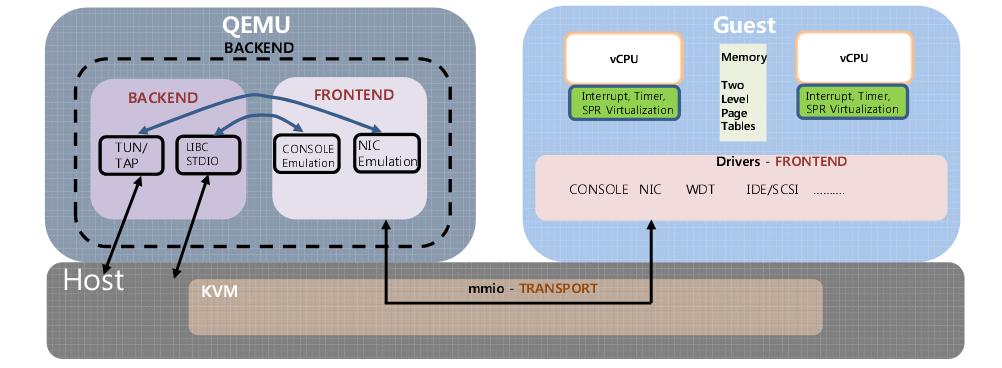 QEMU
BACKEND
BACKEND
FRONTEND
TUN/
TAP
LIBC
STDIO
CONSOLE
Emulation
NIC
Emulation
Guest
vCPU
Interrupt, Timer,
SPR Virtualization
Memory
Two
Level
Page
Tables
vCPU
Interrupt, Timer,
SPR Virtualization
Drivers - FRONTEND
CONSOLE NIC WDT IDE/SCSI ..........
Host
KVM
mmio - TRANSPORT